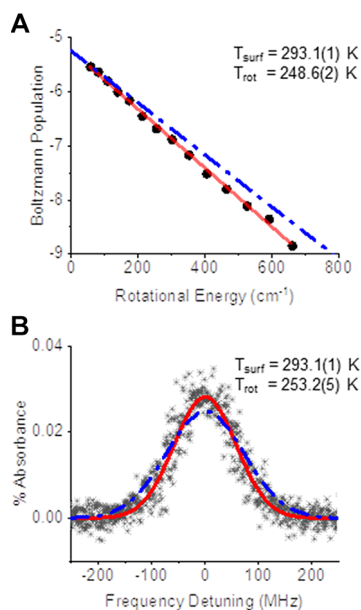 A
-5
-6
-7
-8
-9
Boltzmann Population
T_surf = 293.1(1) K
T_rot = 248.6(2) K
0 200 400 600 800
Rotational Energy (cm⁻¹)
B
0.04
0.02
0.00
% Absorbance
T_surf = 293.1(1) K
T_rot = 253.2(5) K
-200 -100 0 100 200
Frequency Detuning (MHz)